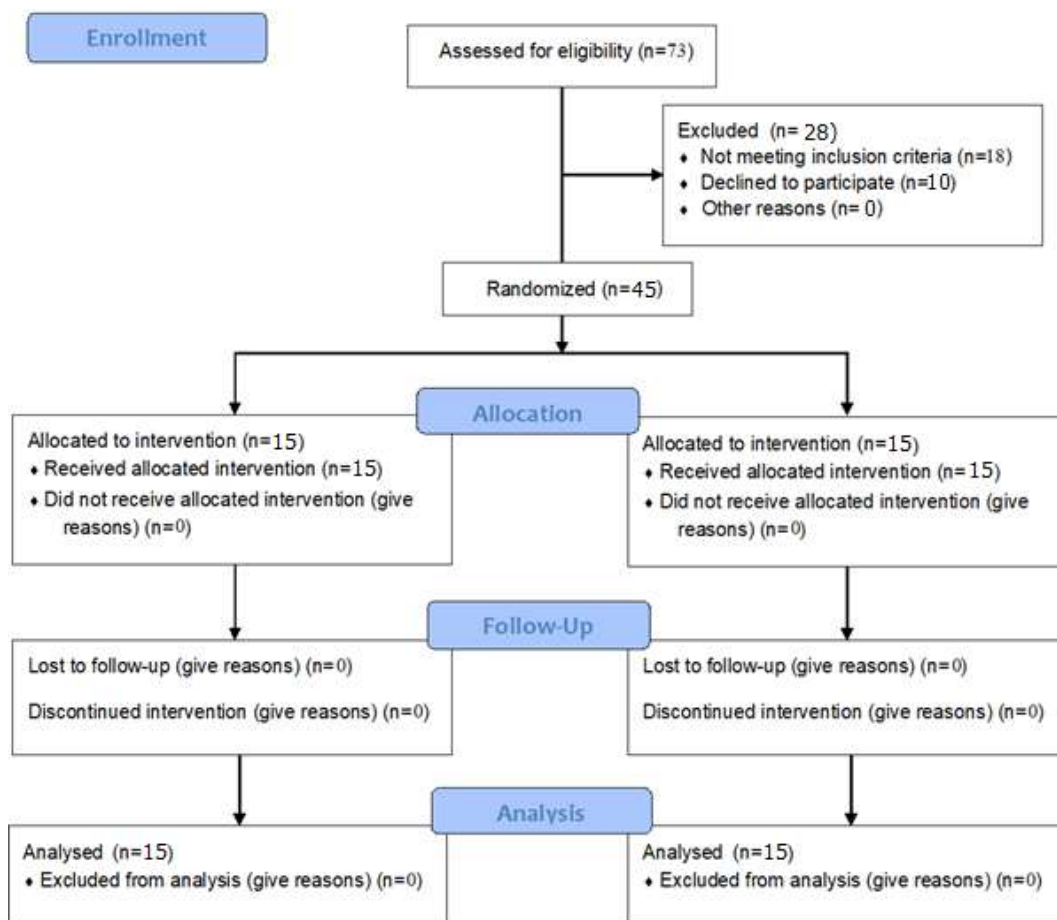 Enrollment
Assessed for eligibility (n=73)
Excluded (n= 28)
♦ Not meeting inclusion criteria (n=18)
♦ Declined to participate (n=10)
♦ Other reasons (n= 0)
Randomized (n=45)
Allocation
Allocated to intervention (n=15)
♦ Received allocated intervention (n=15)
♦ Did not receive allocated intervention (give
reasons) (n=0)
Allocated to intervention (n=15)
♦ Received allocated intervention (n=15)
♦ Did not receive allocated intervention (give
reasons) (n=0)
Follow-Up
Lost to follow-up (give reasons) (n=0)
Discontinued intervention (give reasons) (n=0)
Lost to follow-up (give reasons) (n=0)
Discontinued intervention (give reasons) (n=0)
Analysis
Analysed (n=15)
♦ Excluded from analysis (give reasons) (n=0)
Analysed (n=15)
♦ Excluded from analysis (give reasons) (n=0)